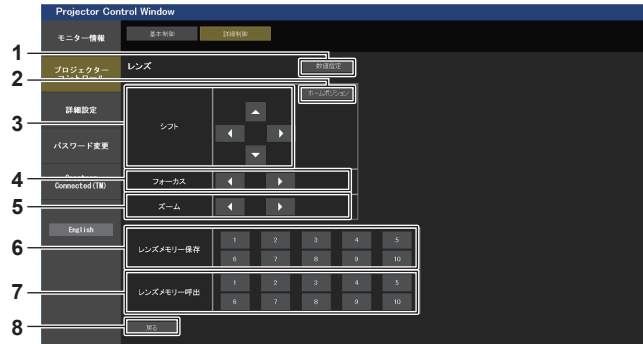 Projector Control Window
モニター情報
基本制御
詳細制御
1
プロジェクター
コントロール
レンズ
数値指定
2
ホームポジション
詳細設定
3
シフト
パスワード変更
4
フォーカス
Connected(TM)
5
ズーム
English
6
レンズメモリー保存
1 2 3 4 5
6 7 8 9 10
7
レンズメモリー呼出
1 2 3 4 5
6 7 8 9 10
8
戻る